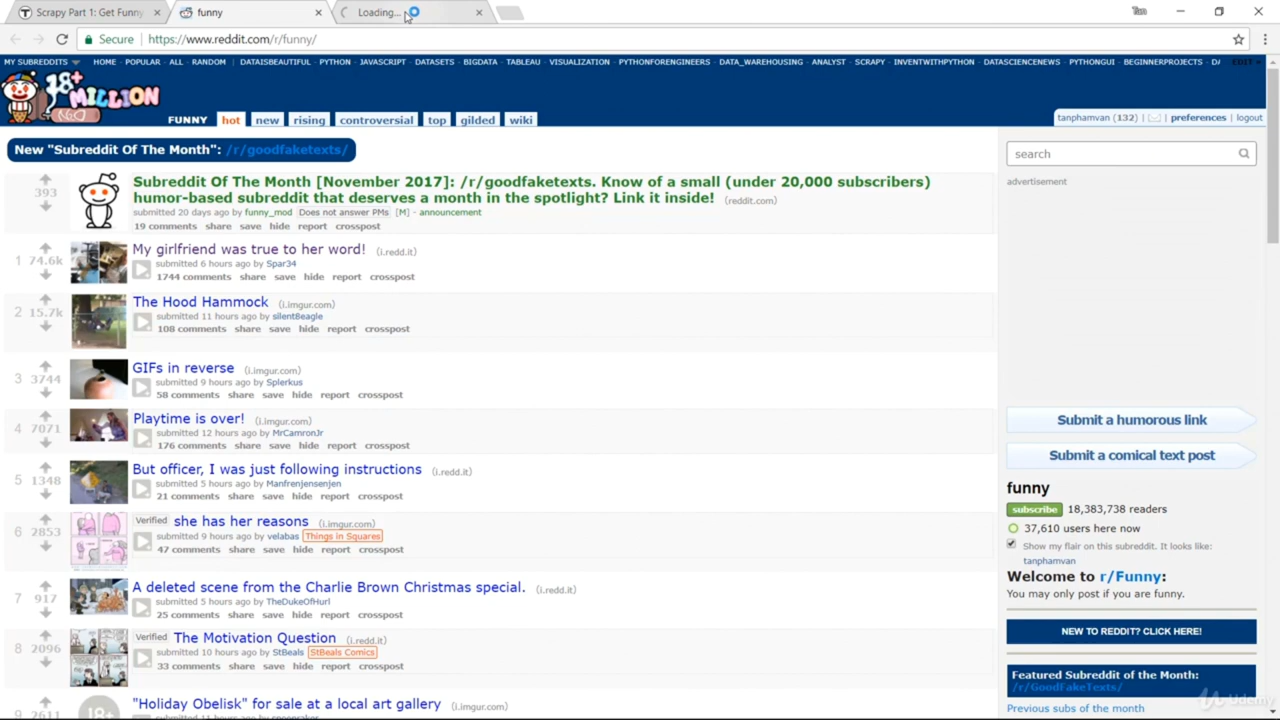 Scrapy Part 1: Get Funny
funny
Loading...
Tan
Secure https://www.reddit.com/r/funny/
MY SUBREDDITS HOME - POPULAR - ALL - RANDOM | DATAISBEAUTIFUL - PYTHON - JAVASCRIPT - DATASETS - BIGDATA - TABLEAU - VISUALIZATION - PYTHONFORENGINEERS - DATA_WAREHOUSING - ANALYST - SCRAPY - INVENTWITHPYTHON - DATASCIENCENEWS - PYTHONGUI - BEGINNERPROJECTS - EDIT
18+ MILLION
FUNNY hot new rising controversial top gilded wiki
tanphamvan (132) | preferences | logout
New "Subreddit Of The Month": /r/goodfaketexts/
393
Subreddit Of The Month [November 2017]: /r/goodfaketexts. Know of a small (under 20,000 subscribers)
humor-based subreddit that deserves a month in the spotlight? Link it inside! (reddit.com)
submitted 20 days ago by funny_mod Does not answer PMs [M] - announcement
19 comments share save hide report crosspost
1 74.6k
My girlfriend was true to her word! (i.redd.it)
submitted 6 hours ago by Spar34
1744 comments share save hide report crosspost
2 15.7k
The Hood Hammock (i.imgur.com)
submitted 11 hours ago by silentBeagle
108 comments share save hide report crosspost
3 3744
GIFs in reverse (i.imgur.com)
submitted 9 hours ago by Splerkus
58 comments share save hide report crosspost
4 7071
Playtime is over! (i.imgur.com)
submitted 12 hours ago by MrCamronJr
176 comments share save hide report crosspost
5 1348
But officer, I was just following instructions (i.redd.it)
submitted 5 hours ago by Manfrenjensenjen
21 comments share save hide report crosspost
6 2853
Verified she has her reasons (i.imgur.com)
submitted 9 hours ago by velabas Things in Squares
47 comments share save hide report crosspost
7 917
A deleted scene from the Charlie Brown Christmas special. (i.redd.it)
submitted 5 hours ago by TheDukeOfHurl
25 comments share save hide report crosspost
8 2096
Verified The Motivation Question (i.redd.it)
submitted 10 hours ago by StBeals StBeals Comics
33 comments share save hide report crosspost
9 2611
18+
"Holiday Obelisk" for sale at a local art gallery (i.imgur.com)
search
advertisement
Submit a humorous link
Submit a comical text post
funny
subscribe 18,383,738 readers
37,610 users here now
Show my flair on this subreddit. It looks like:
tanphamvan
Welcome to r/Funny:
You may only post if you are funny.
NEW TO REDDIT? CLICK HERE!
Featured Subreddit of the Month:
/r/GoodFakeTexts/
Previous subs of the month
Udemy